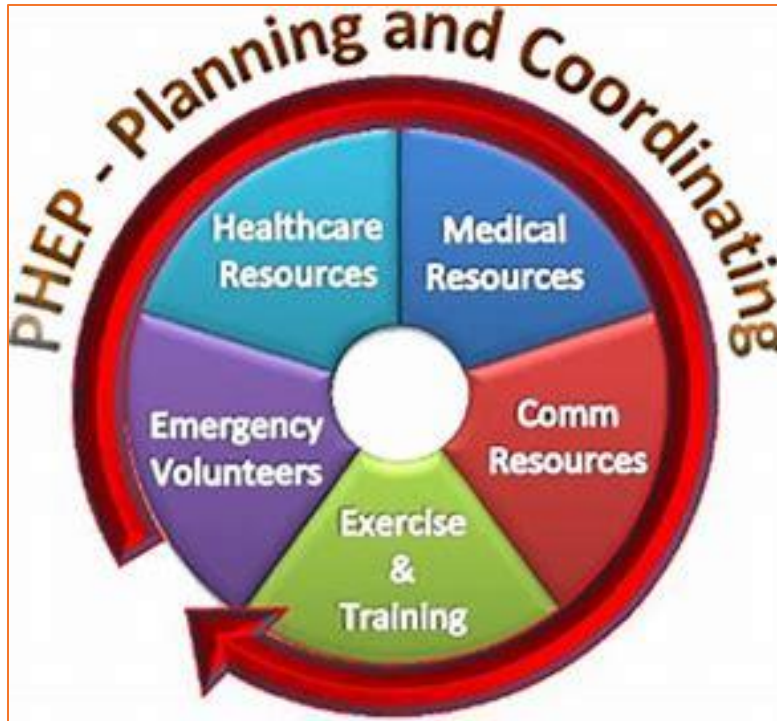 PHEP - Planning and Coordinating
Healthcare
Resources
Medical
Resources
Comm
Resources
Exercise
&
Training
Emergency
Volunteers